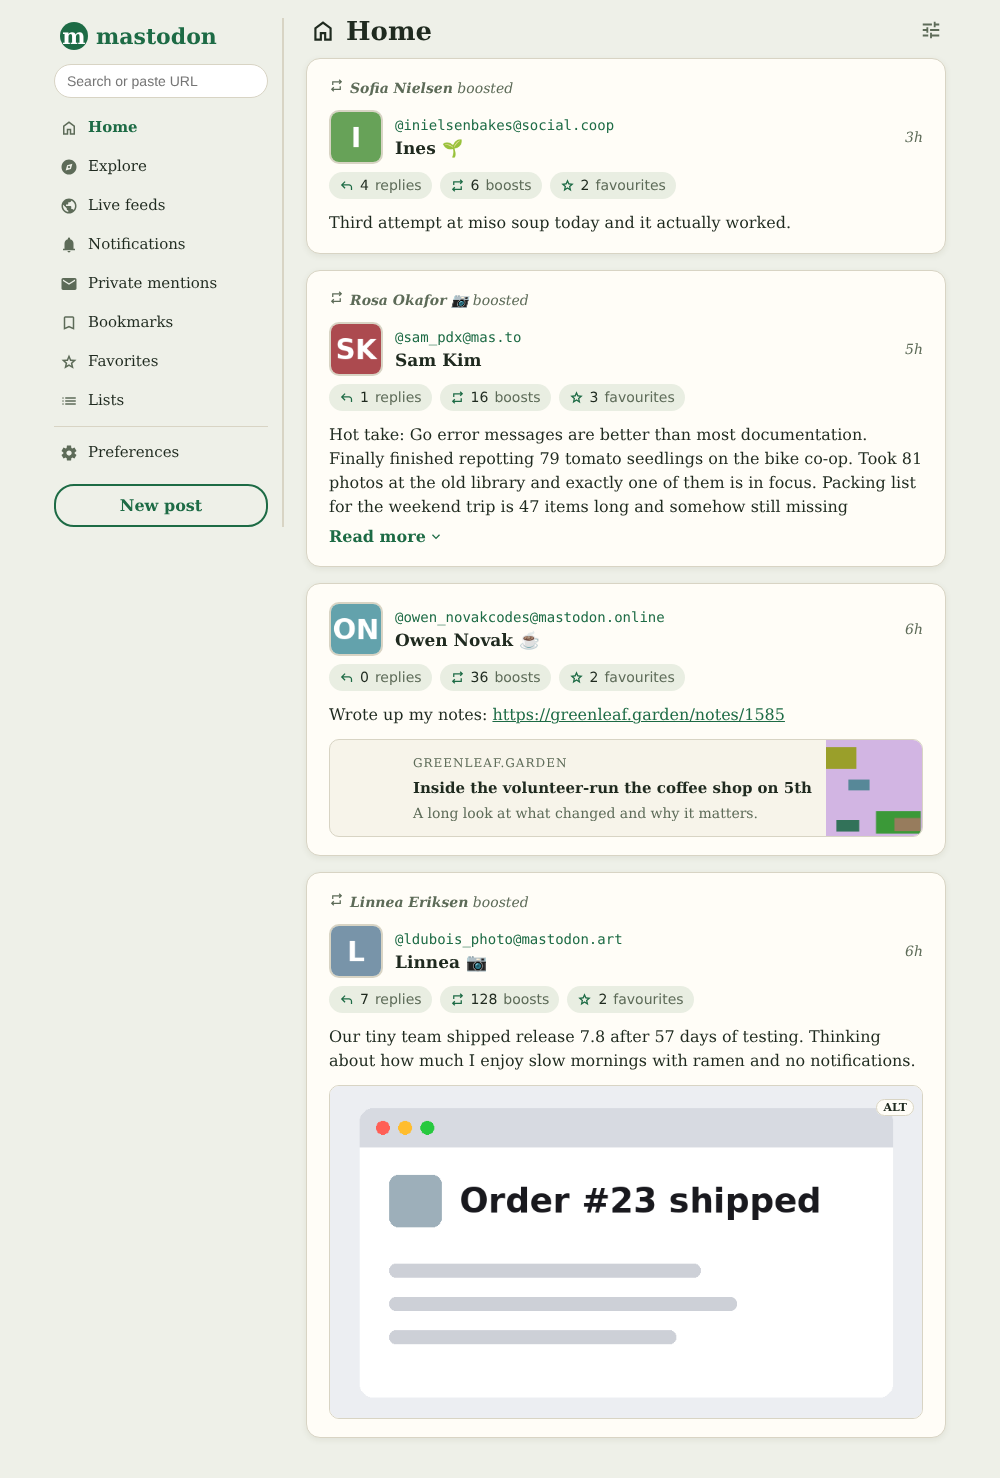 mastodon
Search or paste URL
Home
Explore
Live feeds
Notifications
Private mentions
Bookmarks
Favorites
Lists
Preferences
New post
Home
Sofia Nielsen boosted
I
@inielsenbakes@social.coop
Ines 🌱
3h
4 replies
6 boosts
2 favourites
Third attempt at miso soup today and it actually worked.
Rosa Okafor 📷 boosted
SK
@sam_pdx@mas.to
Sam Kim
5h
1 replies
16 boosts
3 favourites
Hot take: Go error messages are better than most documentation.
Finally finished repotting 79 tomato seedlings on the bike co-op. Took 81
photos at the old library and exactly one of them is in focus. Packing list
for the weekend trip is 47 items long and somehow still missing
Read more
ON
@owen_novakcodes@mastodon.online
Owen Novak ☕
6h
0 replies
36 boosts
2 favourites
Wrote up my notes: https://greenleaf.garden/notes/1585
GREENLEAF.GARDEN
Inside the volunteer-run the coffee shop on 5th
A long look at what changed and why it matters.
Linnea Eriksen boosted
L
@ldubois_photo@mastodon.art
Linnea 📷
6h
7 replies
128 boosts
2 favourites
Our tiny team shipped release 7.8 after 57 days of testing. Thinking
about how much I enjoy slow mornings with ramen and no notifications.
ALT
Order #23 shipped